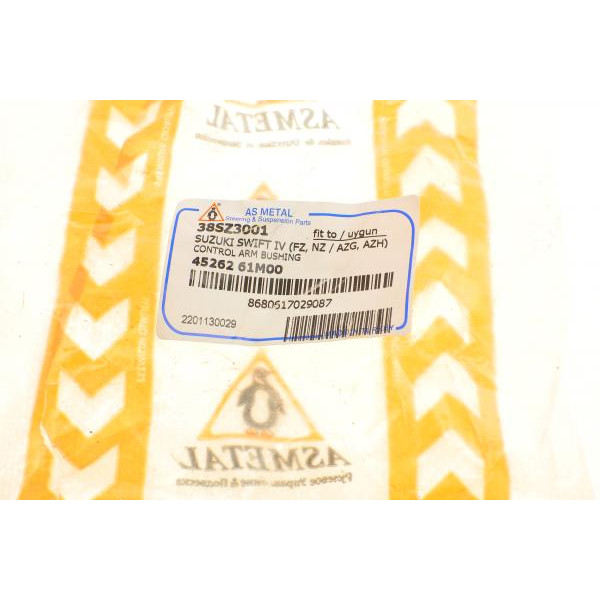 ASMETAL
AS METAL
Steering & Suspension Parts
38SZ3001 fit to / uygun
SUZUKI SWIFT IV (FZ, NZ / AZG, AZH)
CONTROL ARM BUSHING
45262 61M00
8680617029087
2201130029
ASMETAL